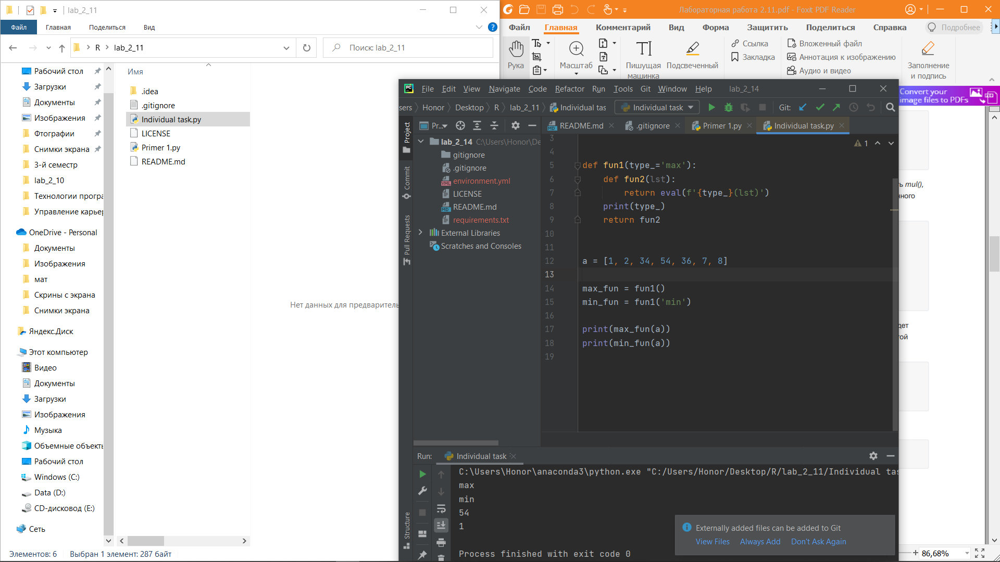 lab_2_11
Файл Главная Поделиться Вид
R lab_2_11
Поиск: lab_2_11
Рабочий стол
Загрузки
Документы
Изображения
Фтографии
Снимки экрана
3-й семестр
lab_2_10
Технологии програ
Управление карьер
OneDrive - Personal
Документы
Изображения
мат
Скрины с экрана
Снимки экрана
Яндекс.Диск
Этот компьютер
Видео
Документы
Загрузки
Изображения
Музыка
Объемные объекть
Рабочий стол
Windows (C:)
Data (D:)
CD-дисковод (E:)
Сеть
Имя
.idea
.gitignore
Individual task.py
LICENSE
Primer 1.py
README.md
Нет данных для предваритель
Элементов: 6 Выбран 1 элемент: 287 байт
Лабораторная работа 2.11.pdf - Foxit PDF Reader
Файл Главная Комментарий Вид Форма Защитить Поделиться Справка Подробнее
Рука
Масштаб
Пишущая машинка
Подсвеченный
Ссылка
Закладка
Вложенный файл
Аннотация к изображению
Аудио и видео
Заполнение
и подпись
Convert your
image files to PDFs
PDF
ь mul(),
нного
дет
той
86,68%
PC
File Edit View Navigate Code Refactor Run Tools Git Window Help lab_2_14
sers Honor Desktop R lab_2_11 Individual tas Individual task Git:
Project
Commit
Pull Requests
Structure
Pr...
README.md .gitignore Primer 1.py Individual task.py
lab_2_14 C:\Users\Honor\De
gitignore
.gitignore
environment.yml
LICENSE
README.md
requirements.txt
External Libraries
Scratches and Consoles
1
3
4
5 def fun1(type_='max'):
6 def fun2(lst):
7 return eval(f'{type_}(lst)')
8 print(type_)
9 return fun2
10
11
12 a = [1, 2, 34, 54, 36, 7, 8]
13
14 max_fun = fun1()
15 min_fun = fun1('min')
16
17 print(max_fun(a))
18 print(min_fun(a))
19
Run: Individual task
C:\Users\Honor\anaconda3\python.exe "C:/Users/Honor/Desktop/R/lab_2_11/Individual tas
max
min
54
1
Process finished with exit code 0
Externally added files can be added to Git
View Files Always Add Don't Ask Again